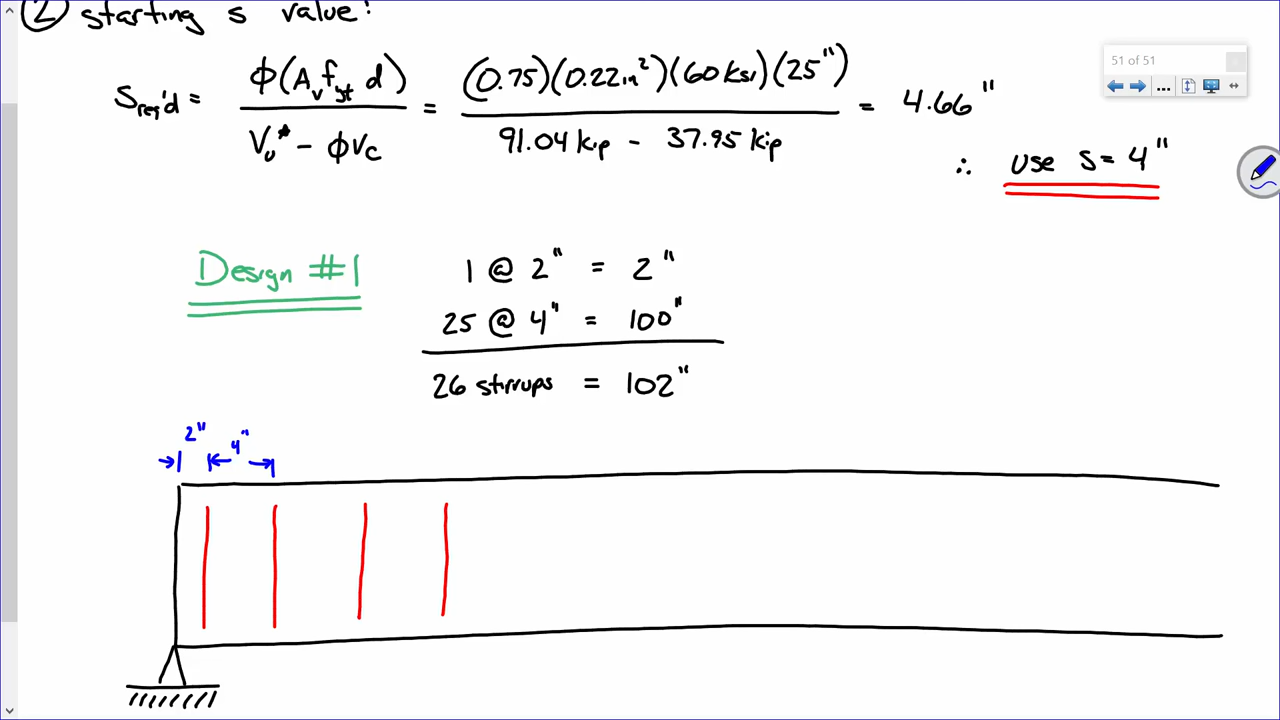 ② starting s value:
51 of 51
S_req'd = φ(A_v f_yt d) / (V_u* - φV_c) = (0.75)(0.22in²)(60 ksi)(25") / (91.04 kip - 37.95 kip) = 4.66"
∴ use s = 4"
Design #1
1 @ 2" = 2"
25 @ 4" = 100"
26 stirrups = 102"
2" 4"